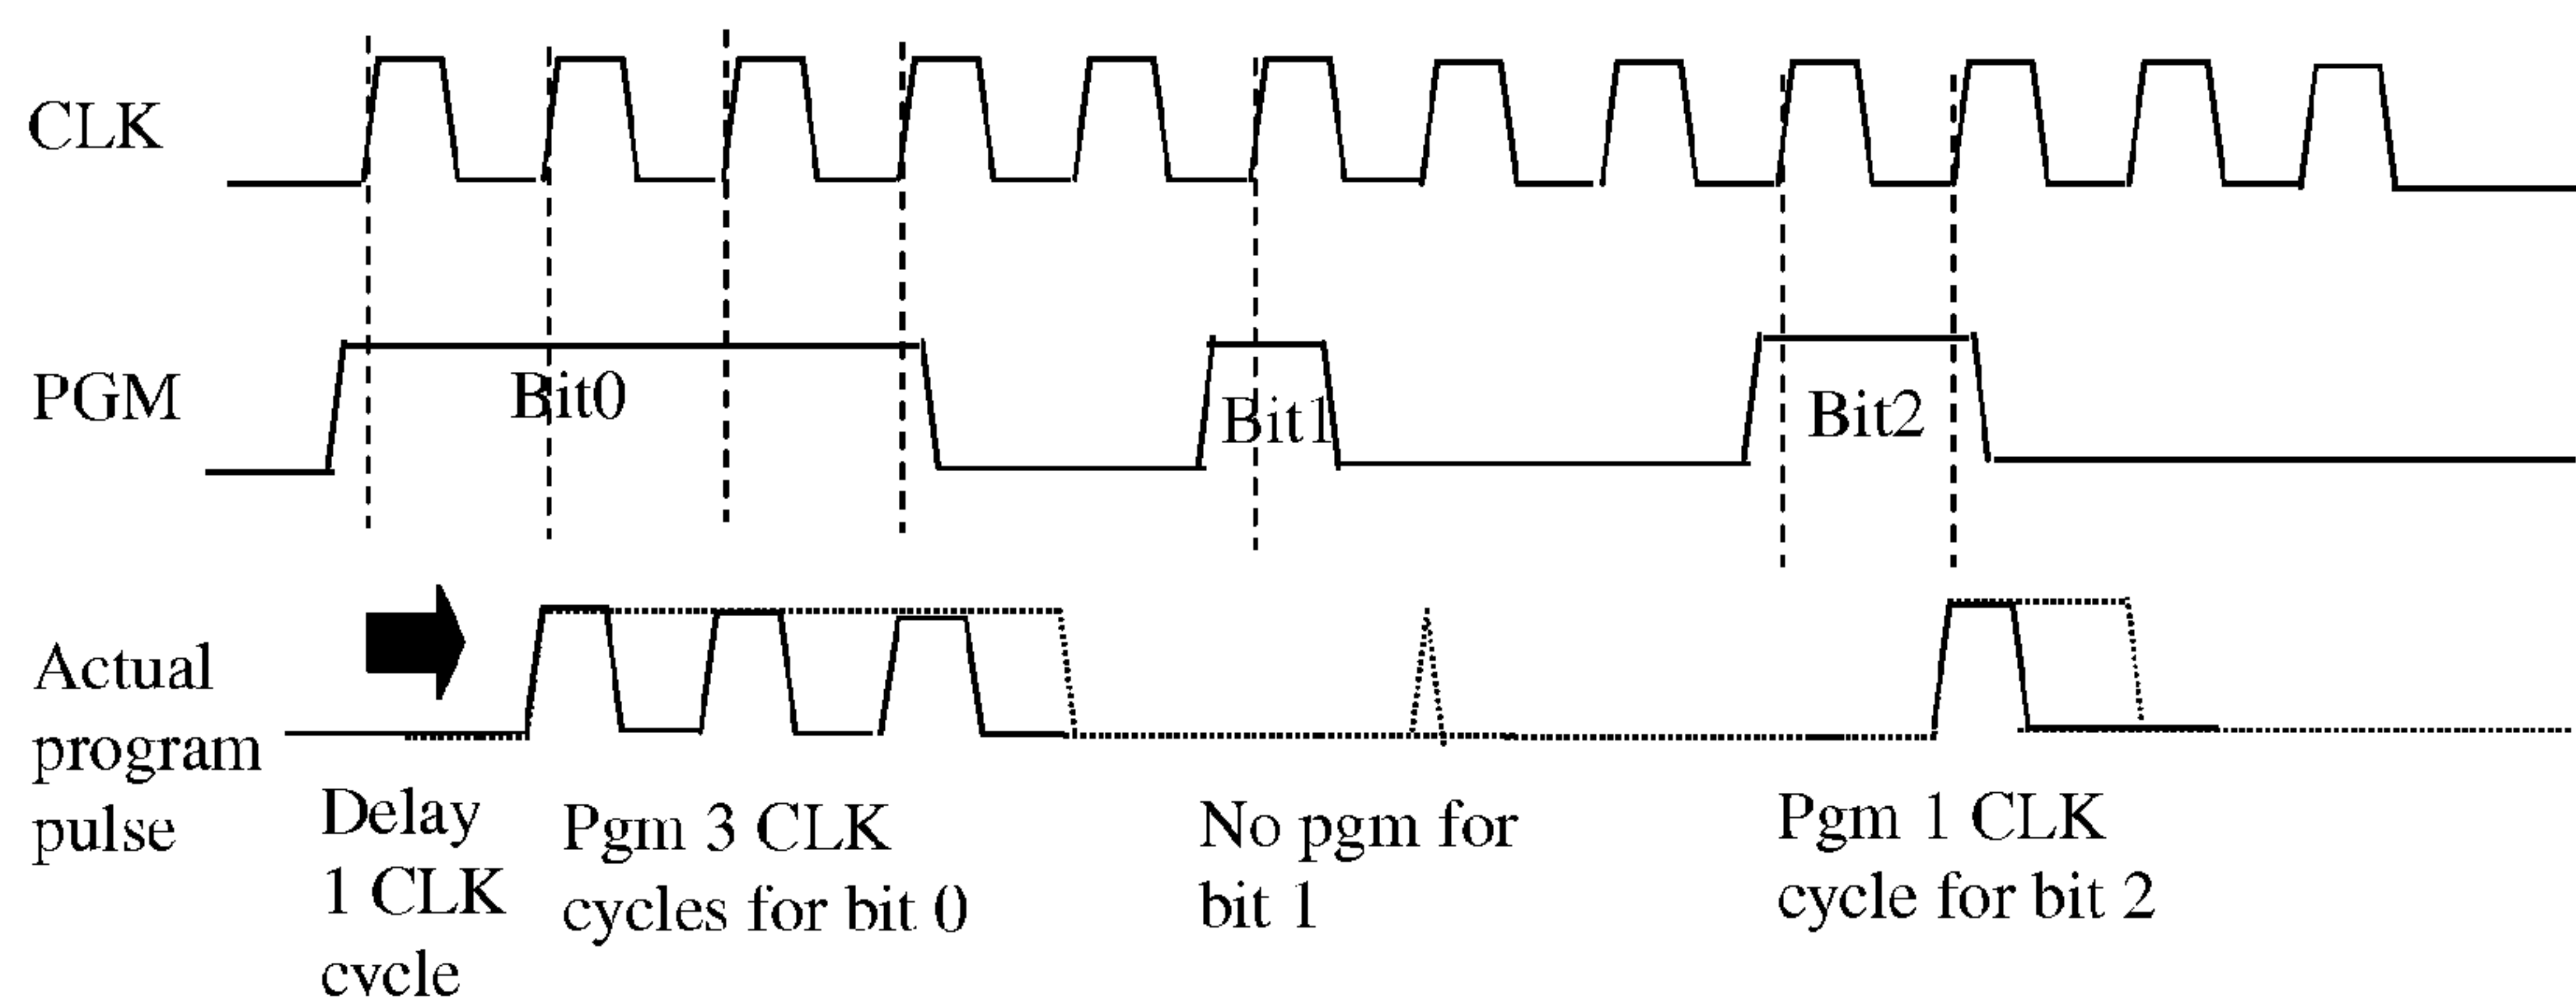 CLK
PGM
Bit0
Bit1
Bit2
Actual
program
pulse
Delay
1 CLK
cycle
Pgm 3 CLK
cycles for bit 0
No pgm for
bit 1
Pgm 1 CLK
cycle for bit 2